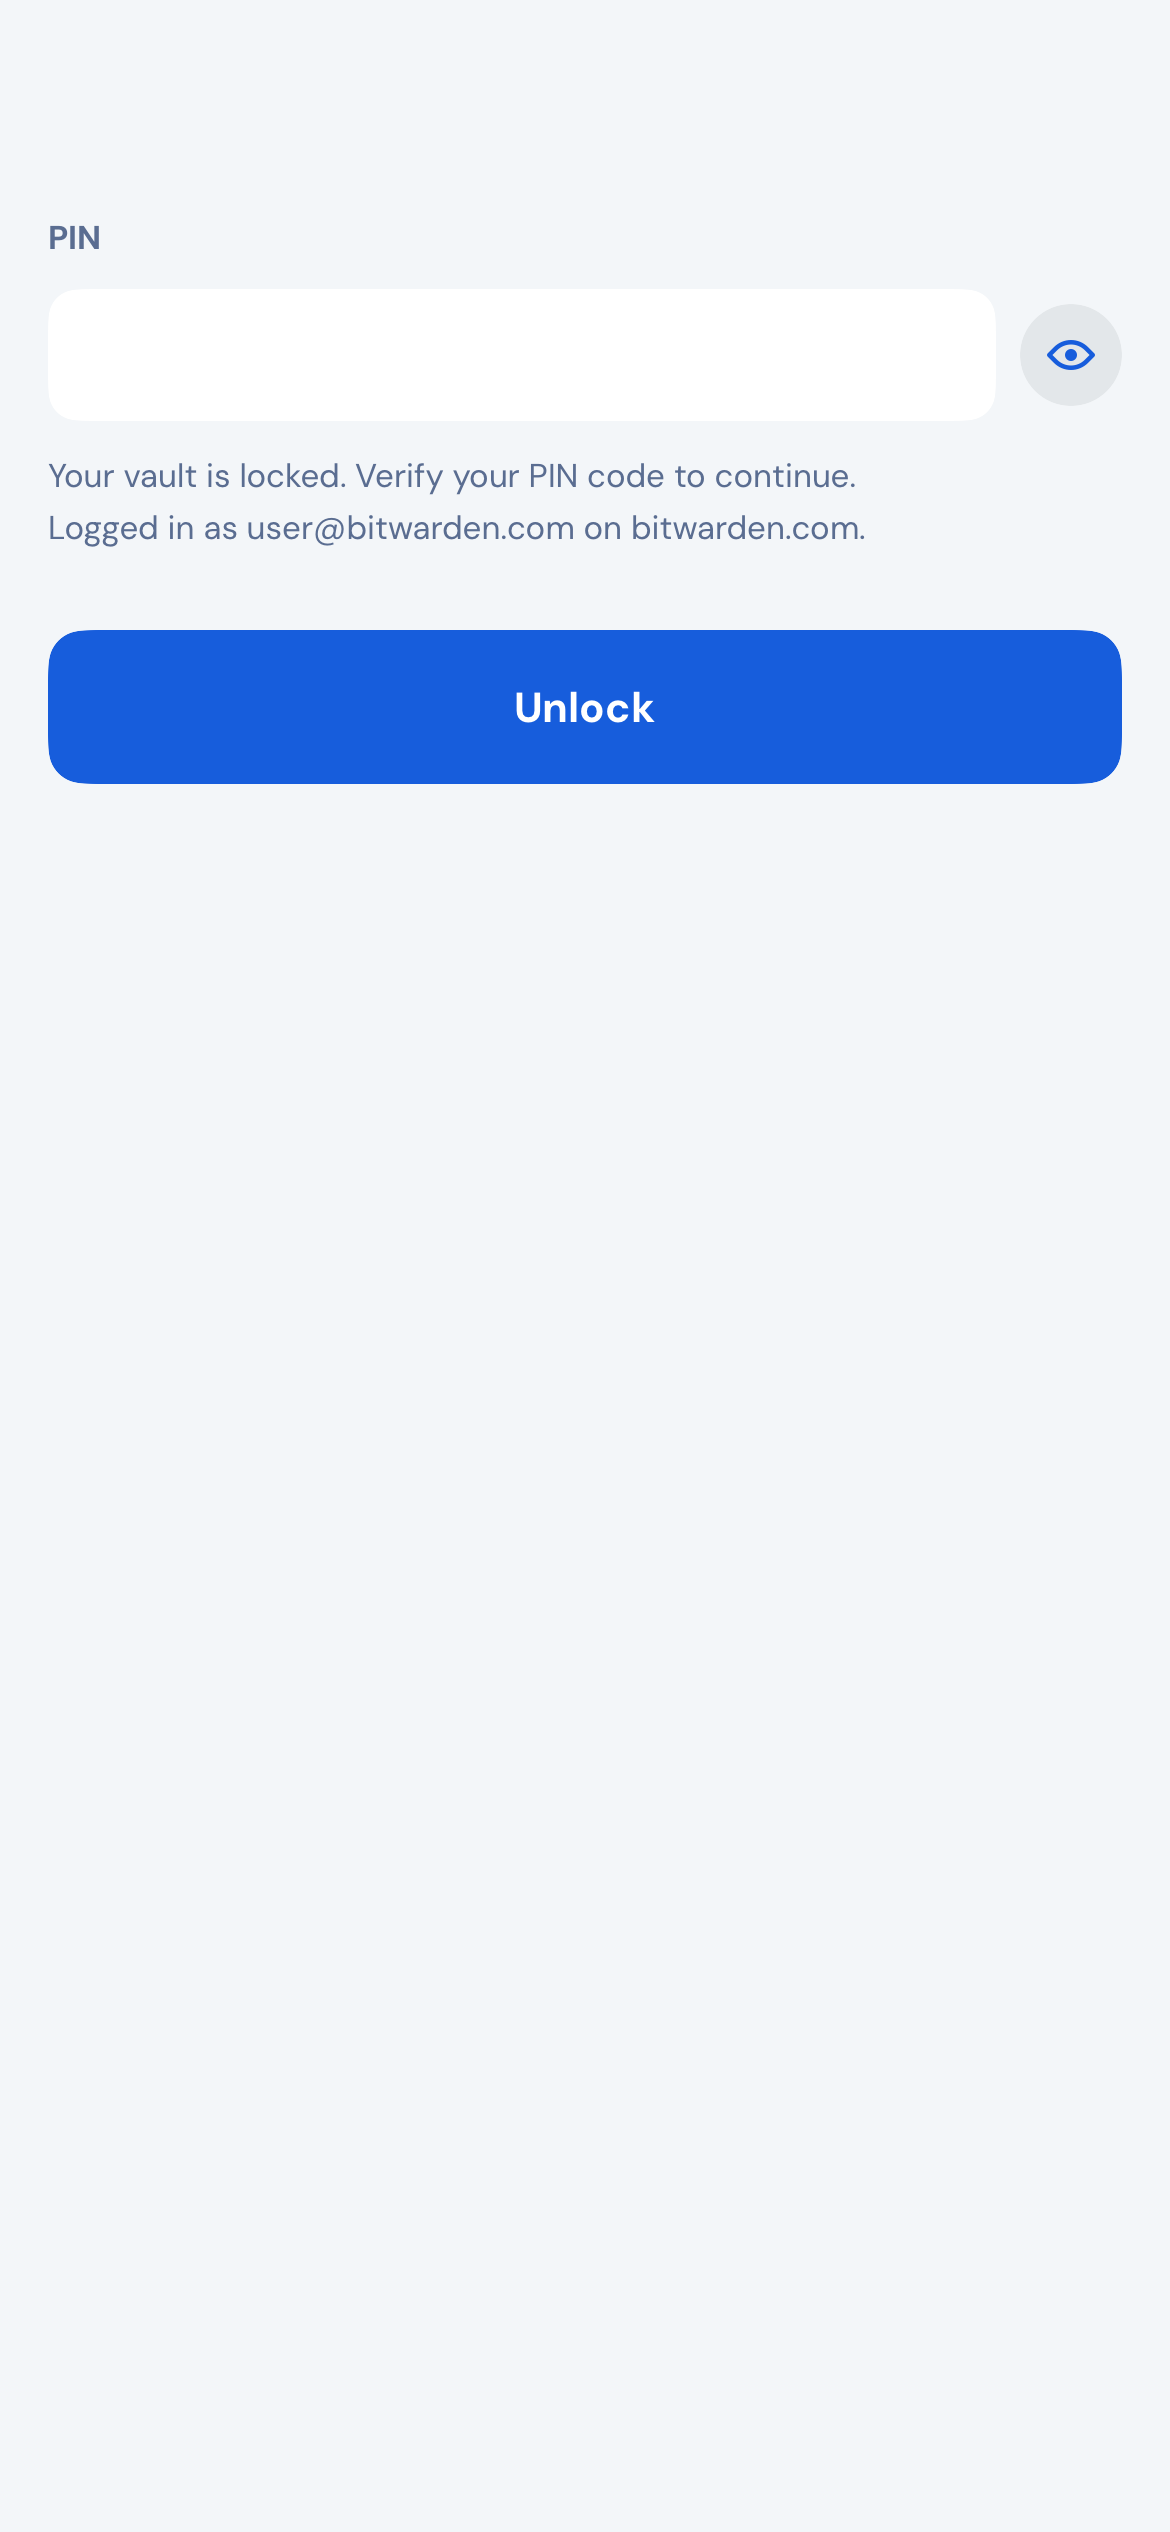 PIN
Your vault is locked. Verify your PIN code to continue.
Logged in as user@bitwarden.com on bitwarden.com.
Unlock